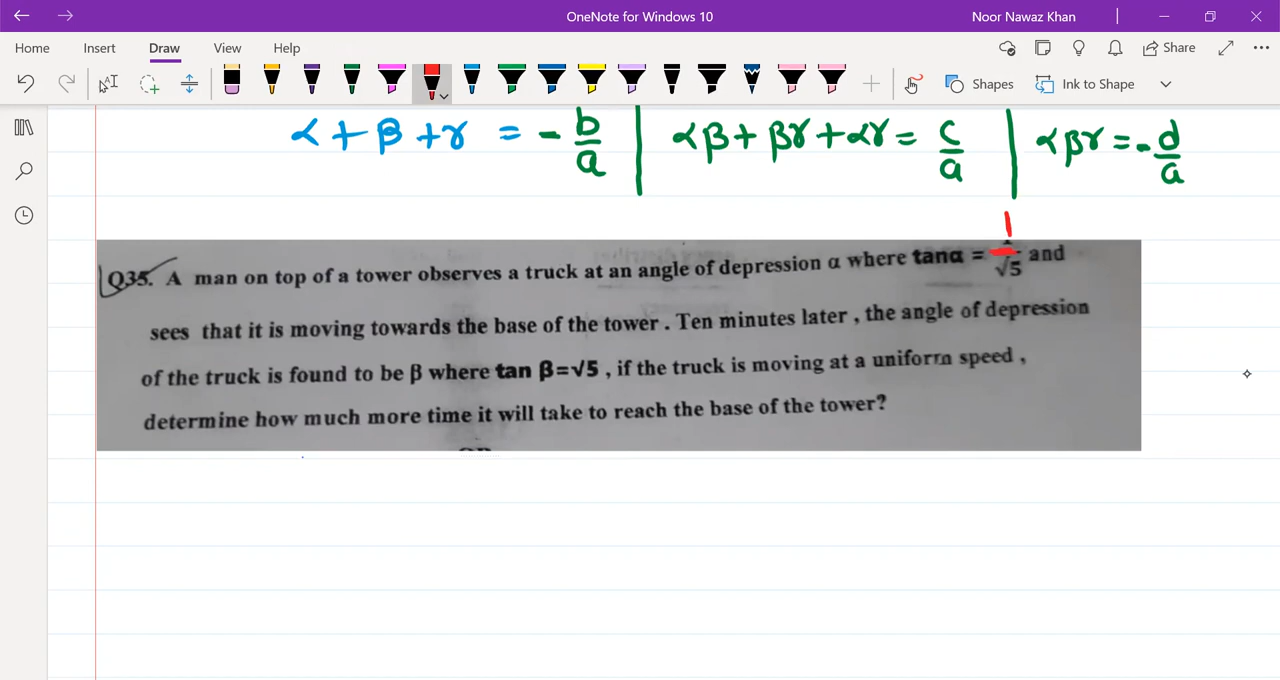 OneNote for Windows 10
Noor Nawaz Khan
Home Insert Draw View Help
Share
Shapes
Ink to Shape
α + β + γ = - b/a | αβ + βγ + αγ = c/a | αβγ = - d/a
Q35. A man on top of a tower observes a truck at an angle of depression α where tanα = 1/√5 and
sees that it is moving towards the base of the tower . Ten minutes later , the angle of depression
of the truck is found to be β where tan β=√5 , if the truck is moving at a uniform speed ,
determine how much more time it will take to reach the base of the tower?